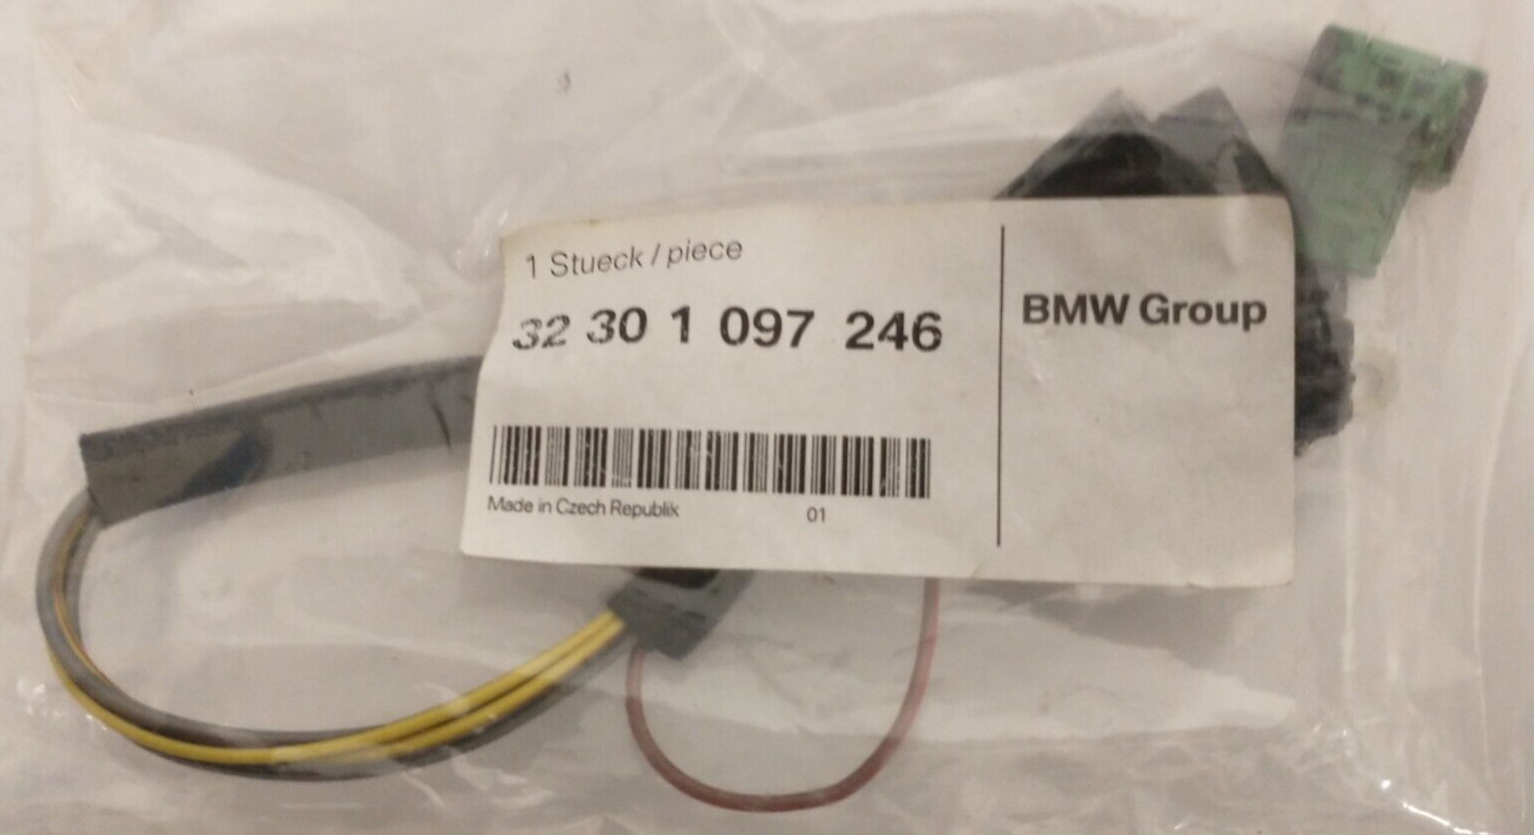 1 Stueck / piece
32 30 1 097 246
BMW Group
Made in Czech Republik 01